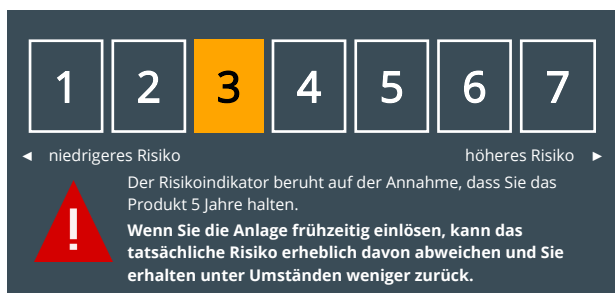 1 2 3 4 5 6 7
◄ niedrigeres Risiko höheres Risiko ►
Der Risikoindikator beruht auf der Annahme, dass Sie das
Produkt 5 Jahre halten.
Wenn Sie die Anlage frühzeitig einlösen, kann das
tatsächliche Risiko erheblich davon abweichen und Sie
erhalten unter Umständen weniger zurück.
!